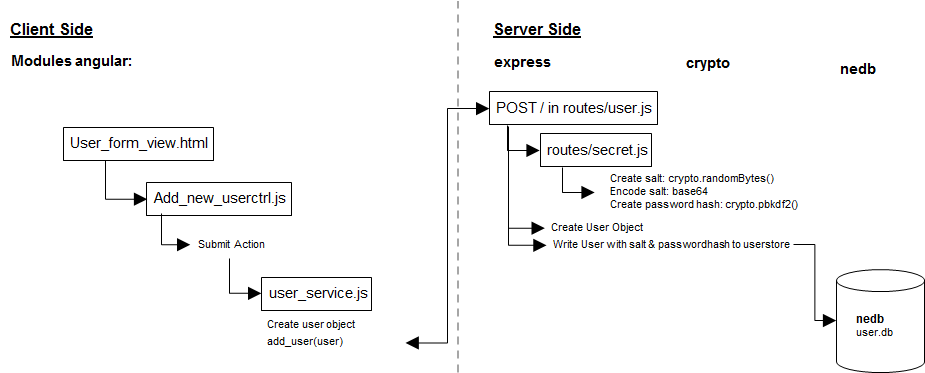 Client Side
Modules angular:
User_form_view.html
Add_new_userctrl.js
Submit Action
user_service.js
Create user object
add_user(user)
Server Side
express
crypto
nedb
POST / in routes/user.js
routes/secret.js
Create salt: crypto.randomBytes()
Encode salt: base64
Create password hash: crypto.pbkdf2()
Create User Object
Write User with salt & passwordhash to userstore
nedb
user.db